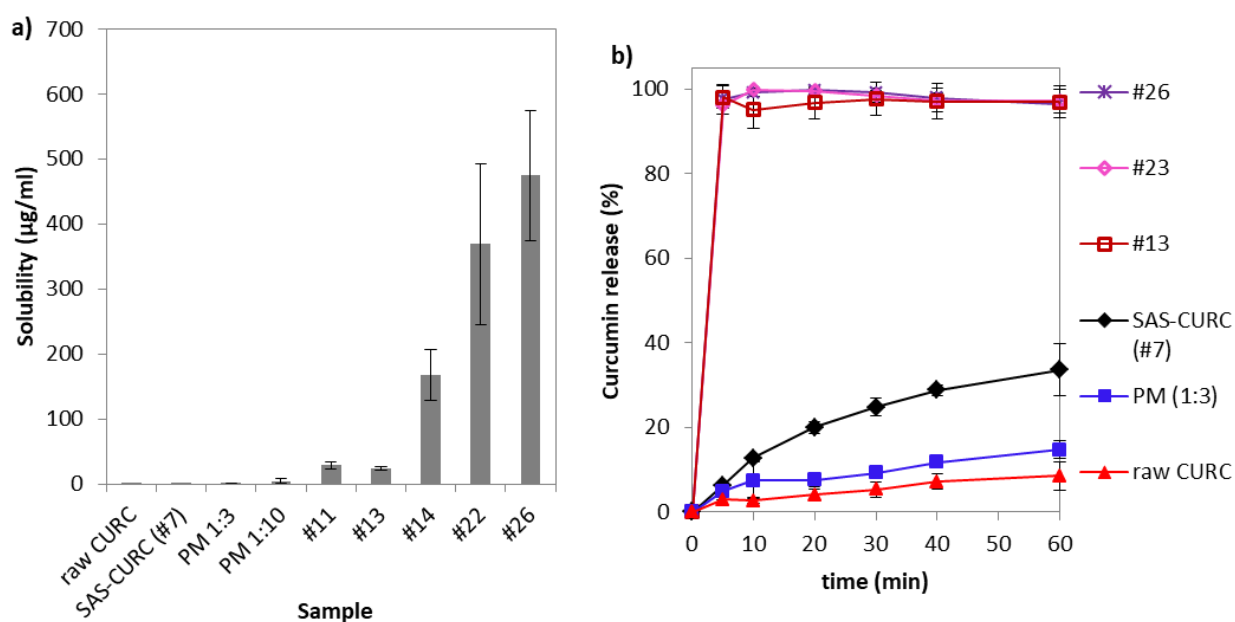 a)
700
600
500
400
300
200
100
0
Solubility (µg/ml)
raw CURC
SAS-CURC (#7)
PM 1:3
PM 1:10
#11
#13
#14
#22
#26
Sample
b)
100
80
60
40
20
0
Curcumin release (%)
0 10 20 30 40 50 60
time (min)
#26
#23
#13
SAS-CURC
(#7)
PM (1:3)
raw CURC